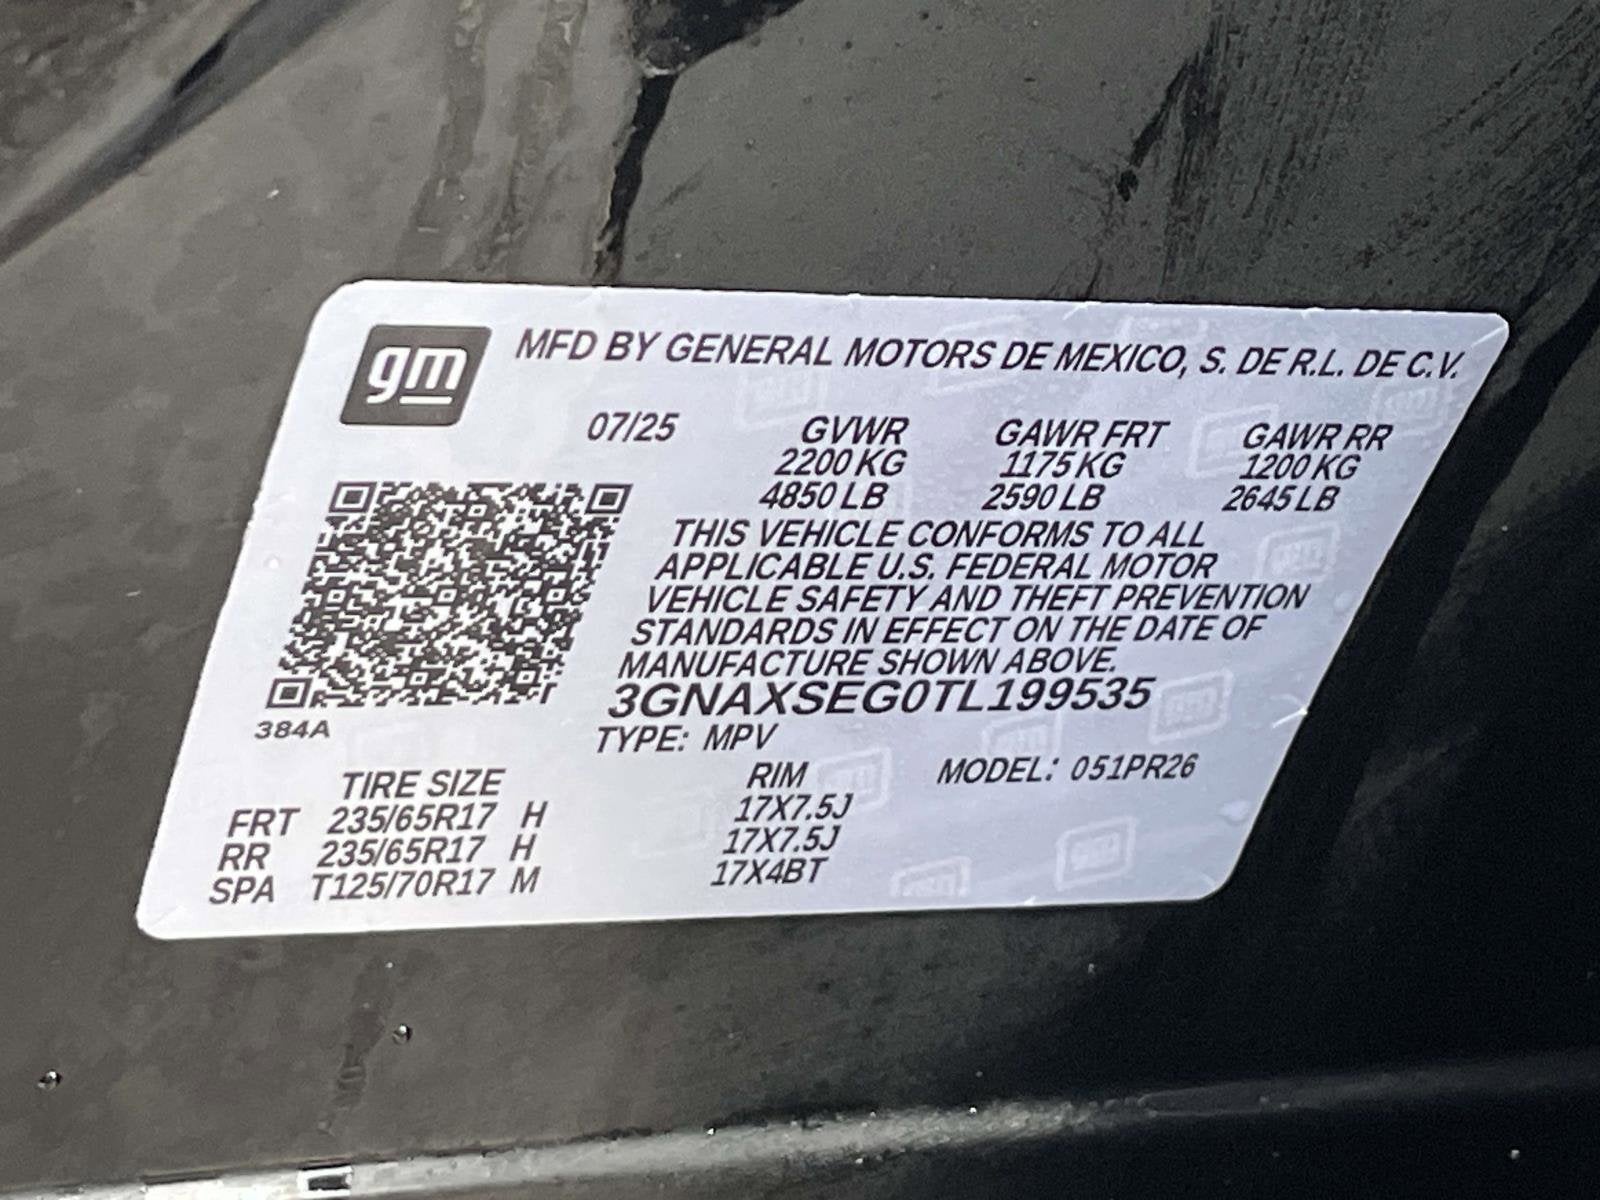 gm
MFD BY GENERAL MOTORS DE MEXICO, S. DE R.L. DE C.V.
07/25 GVWR GAWR FRT GAWR RR
2200 KG 1175 KG 1200 KG
4850 LB 2590 LB 2645 LB
THIS VEHICLE CONFORMS TO ALL
APPLICABLE U.S. FEDERAL MOTOR
VEHICLE SAFETY AND THEFT PREVENTION
STANDARDS IN EFFECT ON THE DATE OF
MANUFACTURE SHOWN ABOVE.
3GNAXSEG0TL199535
384A
TYPE: MPV
MODEL: 051PR26
TIRE SIZE RIM
FRT 235/65R17 H 17X7.5J
RR 235/65R17 H 17X7.5J
SPA T125/70R17 M 17X4BT